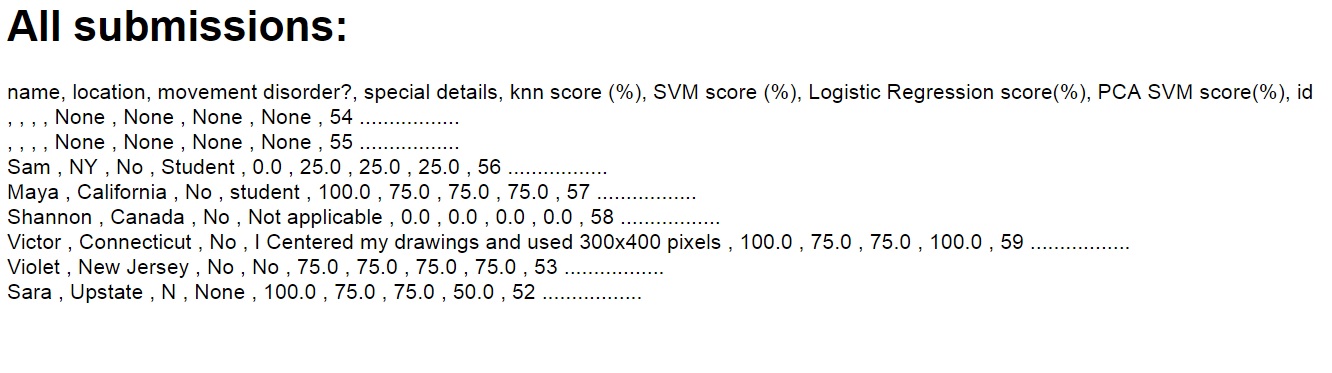 All submissions:
name, location, movement disorder?, special details, knn score (%), SVM score (%), Logistic Regression score(%), PCA SVM score(%), id
, , , , None , None , None , None , 54 .................
, , , , None , None , None , None , 55 .................
Sam , NY , No , Student , 0.0 , 25.0 , 25.0 , 25.0 , 56 .................
Maya , California , No , student , 100.0 , 75.0 , 75.0 , 75.0 , 57 .................
Shannon , Canada , No , Not applicable , 0.0 , 0.0 , 0.0 , 0.0 , 58 .................
Victor , Connecticut , No , I Centered my drawings and used 300x400 pixels , 100.0 , 75.0 , 75.0 , 100.0 , 59 .................
Violet , New Jersey , No , No , 75.0 , 75.0 , 75.0 , 75.0 , 53 .................
Sara , Upstate , N , None , 100.0 , 75.0 , 75.0 , 50.0 , 52 .................